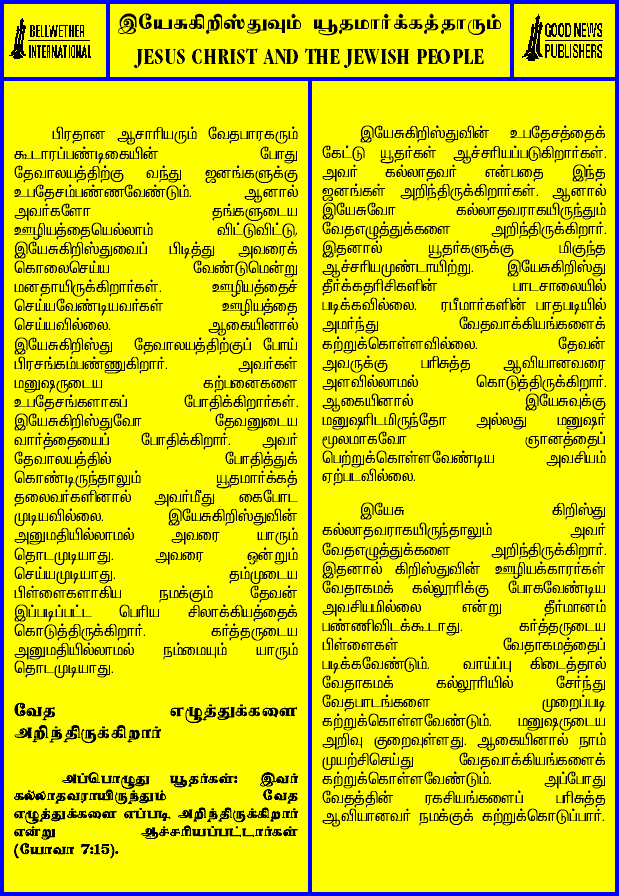 BELLWETHER
INTERNATIONAL
இயேசுகிறிஸ்துவும் யூதமார்க்கத்தாரும்
JESUS CHRIST AND THE JEWISH PEOPLE
GOOD NEWS
PUBLISHERS
பிரதான ஆசாரியரும் வேதபாரகரும்
கூடாரப்பண்டிகையின் போது
தேவாலயத்திற்கு வந்து ஜனங்களுக்கு
உபதேசம்பண்ணவேண்டும். ஆனால்
அவர்களோ தங்களுடைய
ஊழியத்தையெல்லாம் விட்டுவிட்டு,
இயேசுகிறிஸ்துவைப் பிடித்து அவரைக்
கொலைசெய்ய வேண்டுமென்று
மனதாயிருக்கிறார்கள். ஊழியத்தைச்
செய்யவேண்டியவர்கள் ஊழியத்தை
செய்யவில்லை. ஆகையினால்
இயேசுகிறிஸ்து தேவாலயத்திற்குப் போய்
பிரசங்கம்பண்ணுகிறார். அவர்கள்
மனுஷருடைய கற்பனைகளை
உபதேசங்களாகப் போதிக்கிறார்கள்.
இயேசுகிறிஸ்துவோ தேவனுடைய
வார்த்தையைப் போதிக்கிறார். அவர்
தேவாலயத்தில் போதித்துக்
கொண்டிருந்தாலும் யூதமார்க்கத்
தலைவர்களினால் அவர்மீது கைபோட
முடியவில்லை. இயேசுகிறிஸ்துவின்
அனுமதியில்லாமல் அவரை யாரும்
தொடமுடியாது. அவரை ஒன்றும்
செய்யமுடியாது. தம்முடைய
பிள்ளைகளாகிய நமக்கும் தேவன்
இப்படிப்பட்ட பெரிய சிலாக்கியத்தைக்
கொடுத்திருக்கிறார். கர்த்தருடைய
அனுமதியில்லாமல் நம்மையும் யாரும்
தொடமுடியாது.
வேத எழுத்துக்களை
அறிந்திருக்கிறார்
அப்பொழுது யூதர்கள்: இவர்
கல்லாதவராயிருந்தும் வேத
எழுத்துக்களை எப்படி அறிந்திருக்கிறார்
என்று ஆச்சரியப்பட்டார்கள்
(யோவா 7:15).
இயேசுகிறிஸ்துவின் உபதேசத்தைக்
கேட்டு யூதர்கள் ஆச்சரியப்படுகிறார்கள்.
அவர் கல்லாதவர் என்பதை இந்த
ஜனங்கள் அறிந்திருக்கிறார்கள். ஆனால்
இயேசுவோ கல்லாதவராகயிருந்தும்
வேதஎழுத்துக்களை அறிந்திருக்கிறார்.
இதனால் யூதர்களுக்கு மிகுந்த
ஆச்சரியமுண்டாயிற்று. இயேசுகிறிஸ்து
தீர்க்கதரிசிகளின் பாடசாலையில்
படிக்கவில்லை. ரபீமார்களின் பாதபடியில்
அமர்ந்து வேதவாக்கியங்களைக்
கற்றுக்கொள்ளவில்லை. தேவன்
அவருக்கு பரிசுத்த ஆவியானவரை
அளவில்லாமல் கொடுத்திருக்கிறார்.
ஆகையினால் இயேசுவுக்கு
மனுஷரிடமிருந்தோ அல்லது மனுஷர்
மூலமாகவோ ஞானத்தைப்
பெற்றுக்கொள்ளவேண்டிய அவசியம்
ஏற்படவில்லை.
இயேசு கிறிஸ்து
கல்லாதவராகயிருந்தாலும் அவர்
வேதஎழுத்துக்களை அறிந்திருக்கிறார்.
இதனால் கிறிஸ்துவின் ஊழியக்காரர்கள்
வேதாகமக் கல்லூரிக்கு போகவேண்டிய
அவசியமில்லை என்று தீர்மானம்
பண்ணிவிடக்கூடாது. கர்த்தருடைய
பிள்ளைகள் வேதாகமத்தைப்
படிக்கவேண்டும். வாய்ப்பு கிடைத்தால்
வேதாகமக் கல்லூரியில் சேர்ந்து
வேதபாடங்களை முறைப்படி
கற்றுக்கொள்ளவேண்டும். மனுஷருடைய
அறிவு குறைவுள்ளது. ஆகையினால் நாம்
முயற்சிசெய்து வேதவாக்கியங்களைக்
கற்றுக்கொள்ளவேண்டும். அப்போது
வேதத்தின் ரகசியங்களைப் பரிசுத்த
ஆவியானவர் நமக்குக் கற்றுக்கொடுப்பார்.